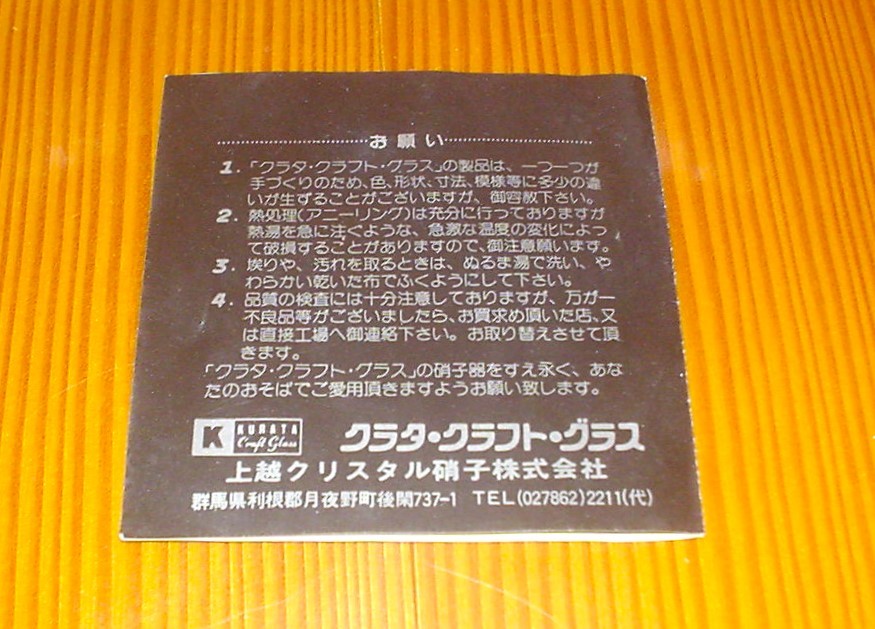 お願い
1. 「クラタ・クラフト・グラス」の製品は、一つ一つが
手づくりのため、色、形状、寸法、模様等に多少の違
いが生ずることがございますが、御容赦下さい。
2. 熱処理(アニーリング)は充分に行っておりますが
熱湯を急に注ぐような、急激な温度の変化によっ
て破損することがありますので、御注意願います。
3. 埃りや、汚れを取るときは、ぬるま湯で洗い、や
わらかい乾いた布でふくようにして下さい。
4. 品質の検査には十分注意しておりますが、万が一
不良品等がございましたら、お買求め頂いた店、又
は直接工場へ御連絡下さい。お取り替えさせて頂
きます。
「クラタ・クラフト・グラス」の硝子器をすえ永く、あな
たのおそばでご愛用頂きますようお願い致します。
K KURATA Craft Glass クラタ・クラフト・グラス
上越クリスタル硝子株式会社
群馬県利根郡月夜野町後閑737-1 TEL(027862)2211(代)